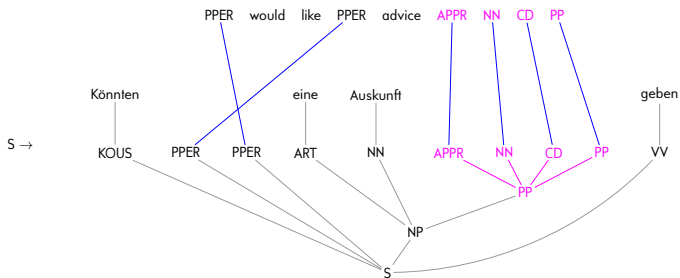 PPER would like PPER advice APPR NN CD PP
Könnten eine Auskunft geben
S → KOUS PPER PPER ART NN APPR NN CD PP VV
PP
NP
S